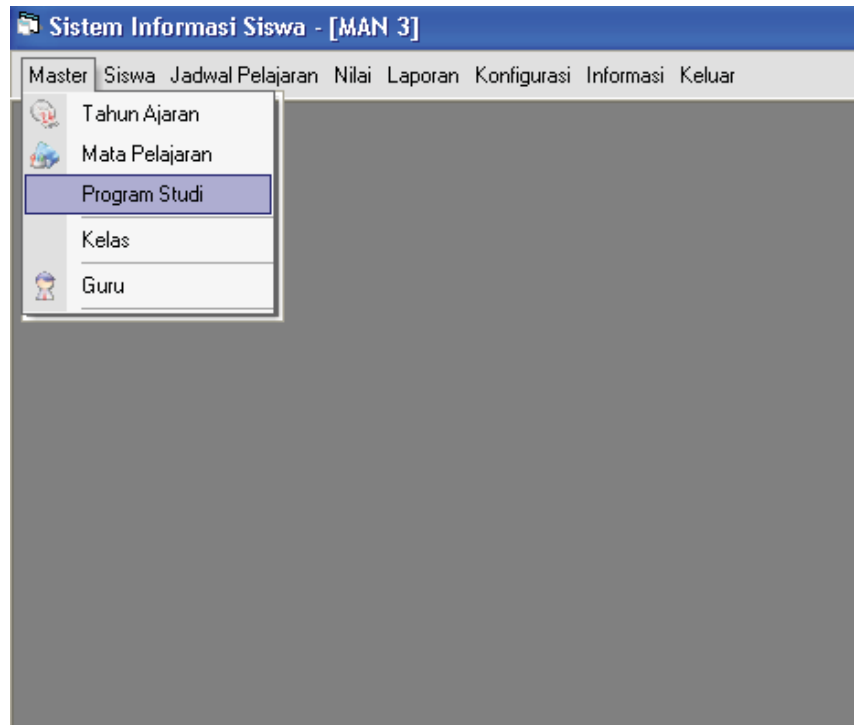 Sistem Informasi Siswa - [MAN 3]
Master Siswa Jadwal Pelajaran Nilai Laporan Konfigurasi Informasi Keluar
Tahun Ajaran
Mata Pelajaran
Program Studi
Kelas
Guru